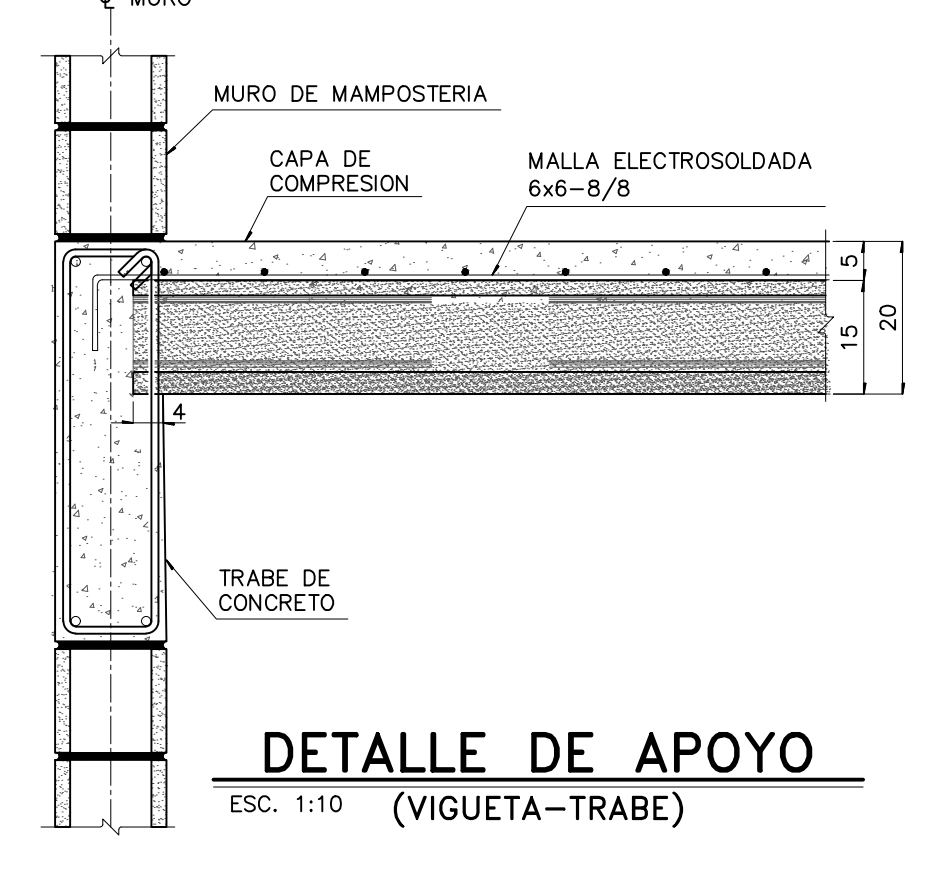 ℄ MURO
MURO DE MAMPOSTERIA
CAPA DE
COMPRESION
MALLA ELECTROSOLDADA
6x6-8/8
5
15
20
4
TRABE DE
CONCRETO
DETALLE DE APOYO
ESC. 1:10 (VIGUETA-TRABE)